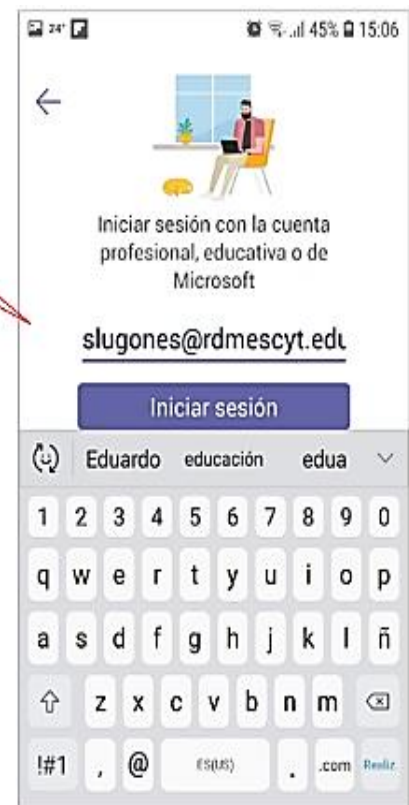 24° 45% 15:06
Iniciar sesión con la cuenta
profesional, educativa o de
Microsoft
slugones@rdmescyt.edu
Iniciar sesión
Eduardo educación edua
1 2 3 4 5 6 7 8 9 0
q w e r t y u i o p
a s d f g h j k l ñ
z x c v b n m
!#1 , @ ES(US) . .com Realiz.